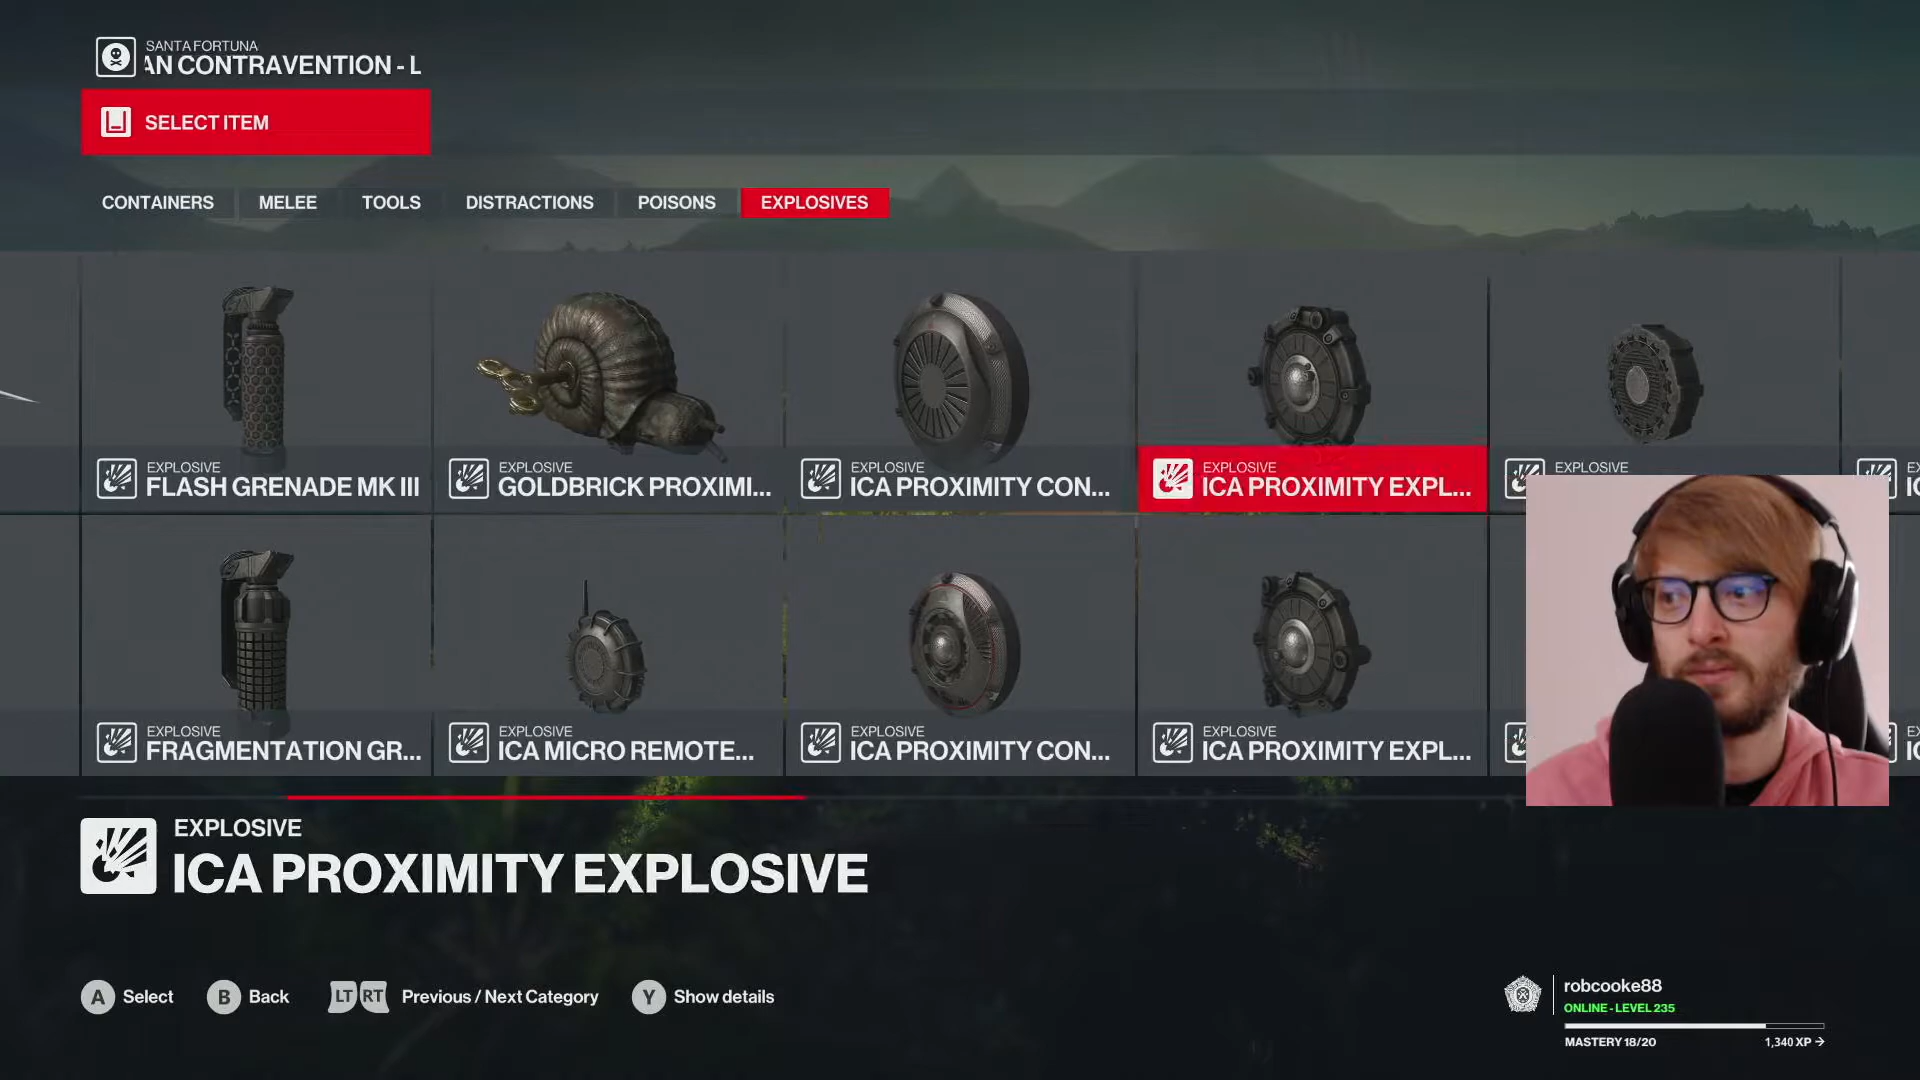 SANTA FORTUNA
AN CONTRAVENTION - L
SELECT ITEM
CONTAINERS
MELEE
TOOLS
DISTRACTIONS
POISONS
EXPLOSIVES
EXPLOSIVE
FLASH GRENADE MK III
EXPLOSIVE
GOLDBRICK PROXIMI...
EXPLOSIVE
ICA PROXIMITY CON...
EXPLOSIVE
ICA PROXIMITY EXPL...
EXPLOSIVE
EXPLOSIVE
FRAGMENTATION GR...
EXPLOSIVE
ICA MICRO REMOTE...
EXPLOSIVE
ICA PROXIMITY CON...
EXPLOSIVE
ICA PROXIMITY EXPL...
EXPLOSIVE
ICA PROXIMITY EXPLOSIVE
A Select
B Back
LT RT Previous / Next Category
Y Show details
robcooke88
ONLINE - LEVEL 235
MASTERY 18/20
1,340 XP →